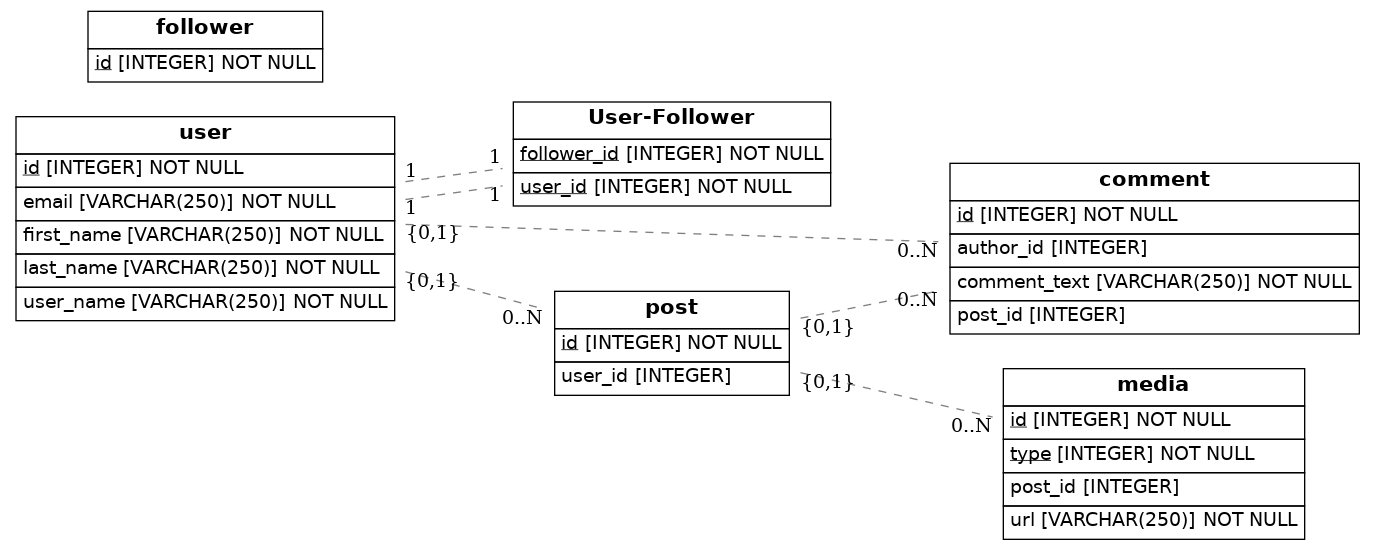 follower
id [INTEGER] NOT NULL
user
id [INTEGER] NOT NULL
email [VARCHAR(250)] NOT NULL
first_name [VARCHAR(250)] NOT NULL
last_name [VARCHAR(250)] NOT NULL
user_name [VARCHAR(250)] NOT NULL
1
1
1
1
{0,1}
0..N
{0,1}
0..N
User-Follower
follower_id [INTEGER] NOT NULL
user_id [INTEGER] NOT NULL
post
id [INTEGER] NOT NULL
user_id [INTEGER]
{0,1}
0..N
{0,1}
0..N
comment
id [INTEGER] NOT NULL
author_id [INTEGER]
comment_text [VARCHAR(250)] NOT NULL
post_id [INTEGER]
media
id [INTEGER] NOT NULL
type [INTEGER] NOT NULL
post_id [INTEGER]
url [VARCHAR(250)] NOT NULL